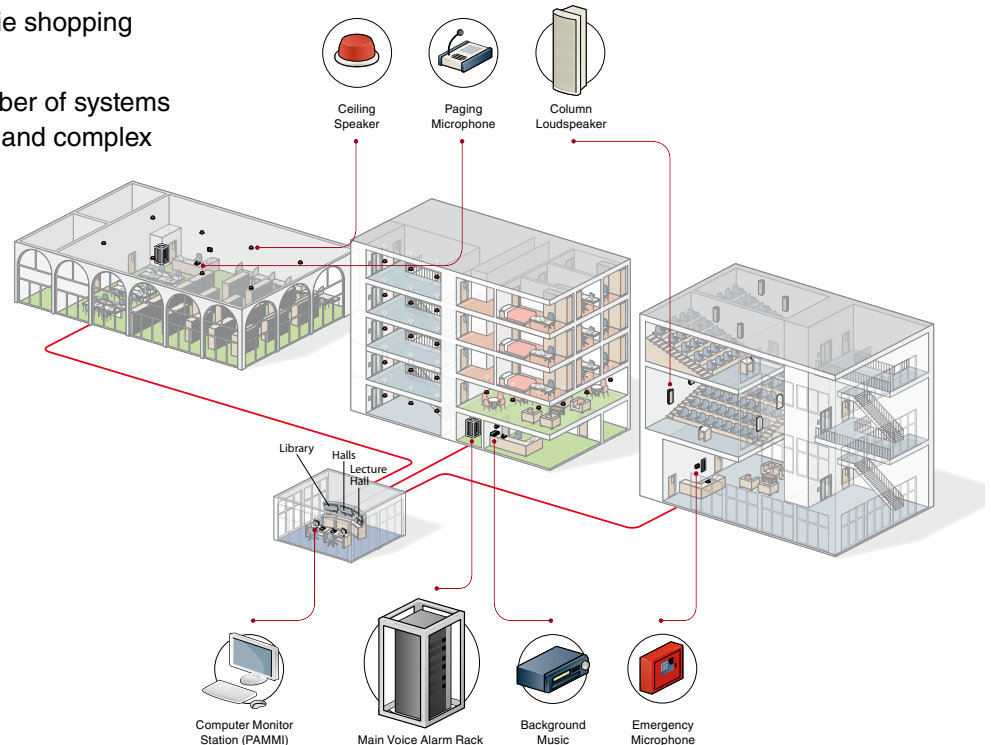 ie shopping
ber of systems
and complex
Ceiling
Speaker
Paging
Microphone
Column
Loudspeaker
Library
Halls
Lecture
Hall
Computer Monitor
Station (PAMMI)
Main Voice Alarm Rack
Background
Music
Emergency
Microphone